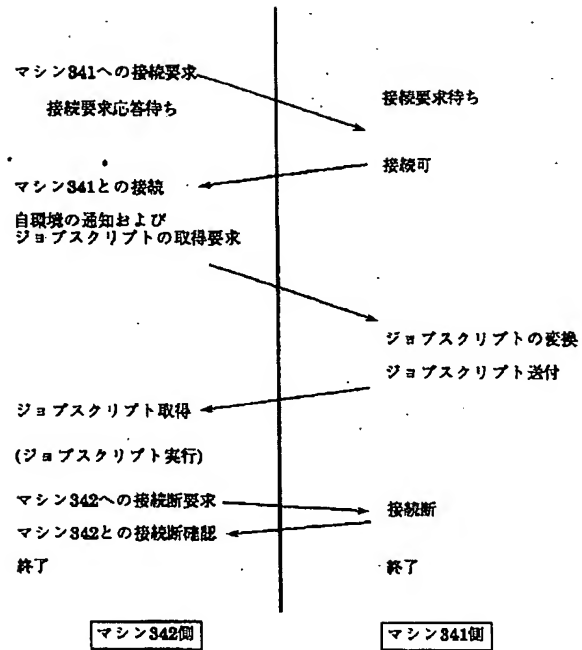 マシン341への接続要求
接続要求応答待ち
接続要求待ち
接続可
マシン341との接続
自環境の通知および
ジョブスクリプトの取得要求
ジョブスクリプトの変換
ジョブスクリプト送付
ジョブスクリプト取得
(ジョブスクリプト実行)
マシン342への接続断要求
接続断
マシン342との接続断確認
終了
終了
マシン342側
マシン341側